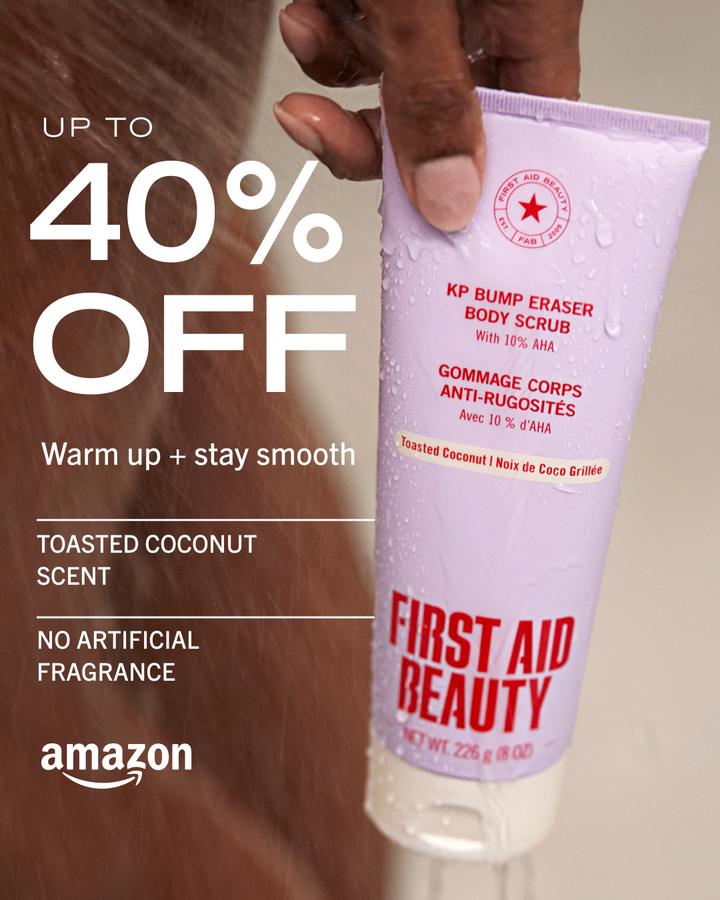 UP TO
40%
OFF
Warm up + stay smooth
TOASTED COCONUT
SCENT
NO ARTIFICIAL
FRAGRANCE
amazon
FIRST AID BEAUTY
EST. FAB 2009
KP BUMP ERASER
BODY SCRUB
With 10% AHA
GOMMAGE CORPS
ANTI-RUGOSITÉS
Avec 10 % d'AHA
Toasted Coconut | Noix de Coco Grillée
FIRST AID
BEAUTY
NET WT. 226 g (8 OZ)